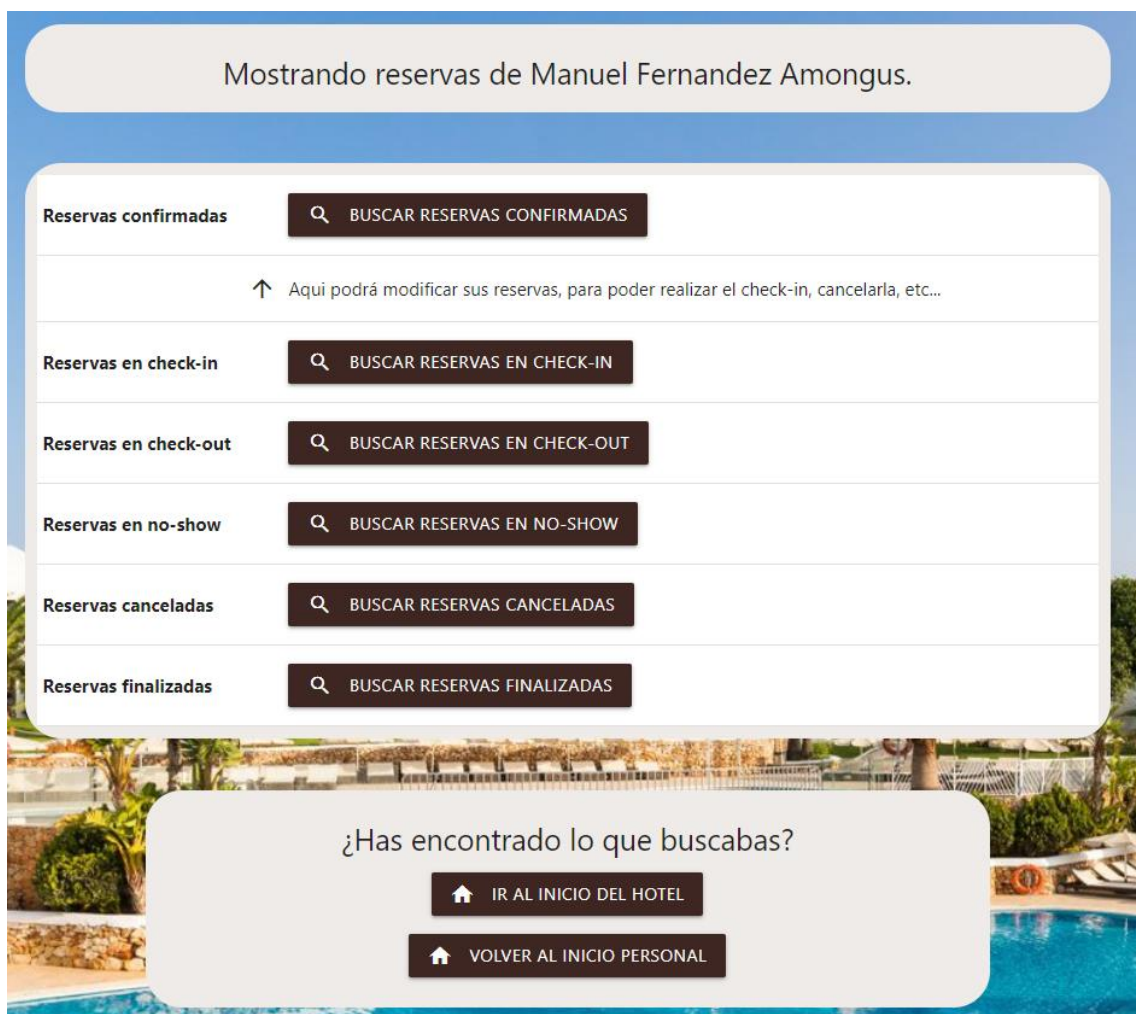 Mostrando reservas de Manuel Fernandez Amongus.
Reservas confirmadas BUSCAR RESERVAS CONFIRMADAS
Aqui podrá modificar sus reservas, para poder realizar el check-in, cancelarla, etc...
Reservas en check-in BUSCAR RESERVAS EN CHECK-IN
Reservas en check-out BUSCAR RESERVAS EN CHECK-OUT
Reservas en no-show BUSCAR RESERVAS EN NO-SHOW
Reservas canceladas BUSCAR RESERVAS CANCELADAS
Reservas finalizadas BUSCAR RESERVAS FINALIZADAS
¿Has encontrado lo que buscabas?
IR AL INICIO DEL HOTEL
VOLVER AL INICIO PERSONAL